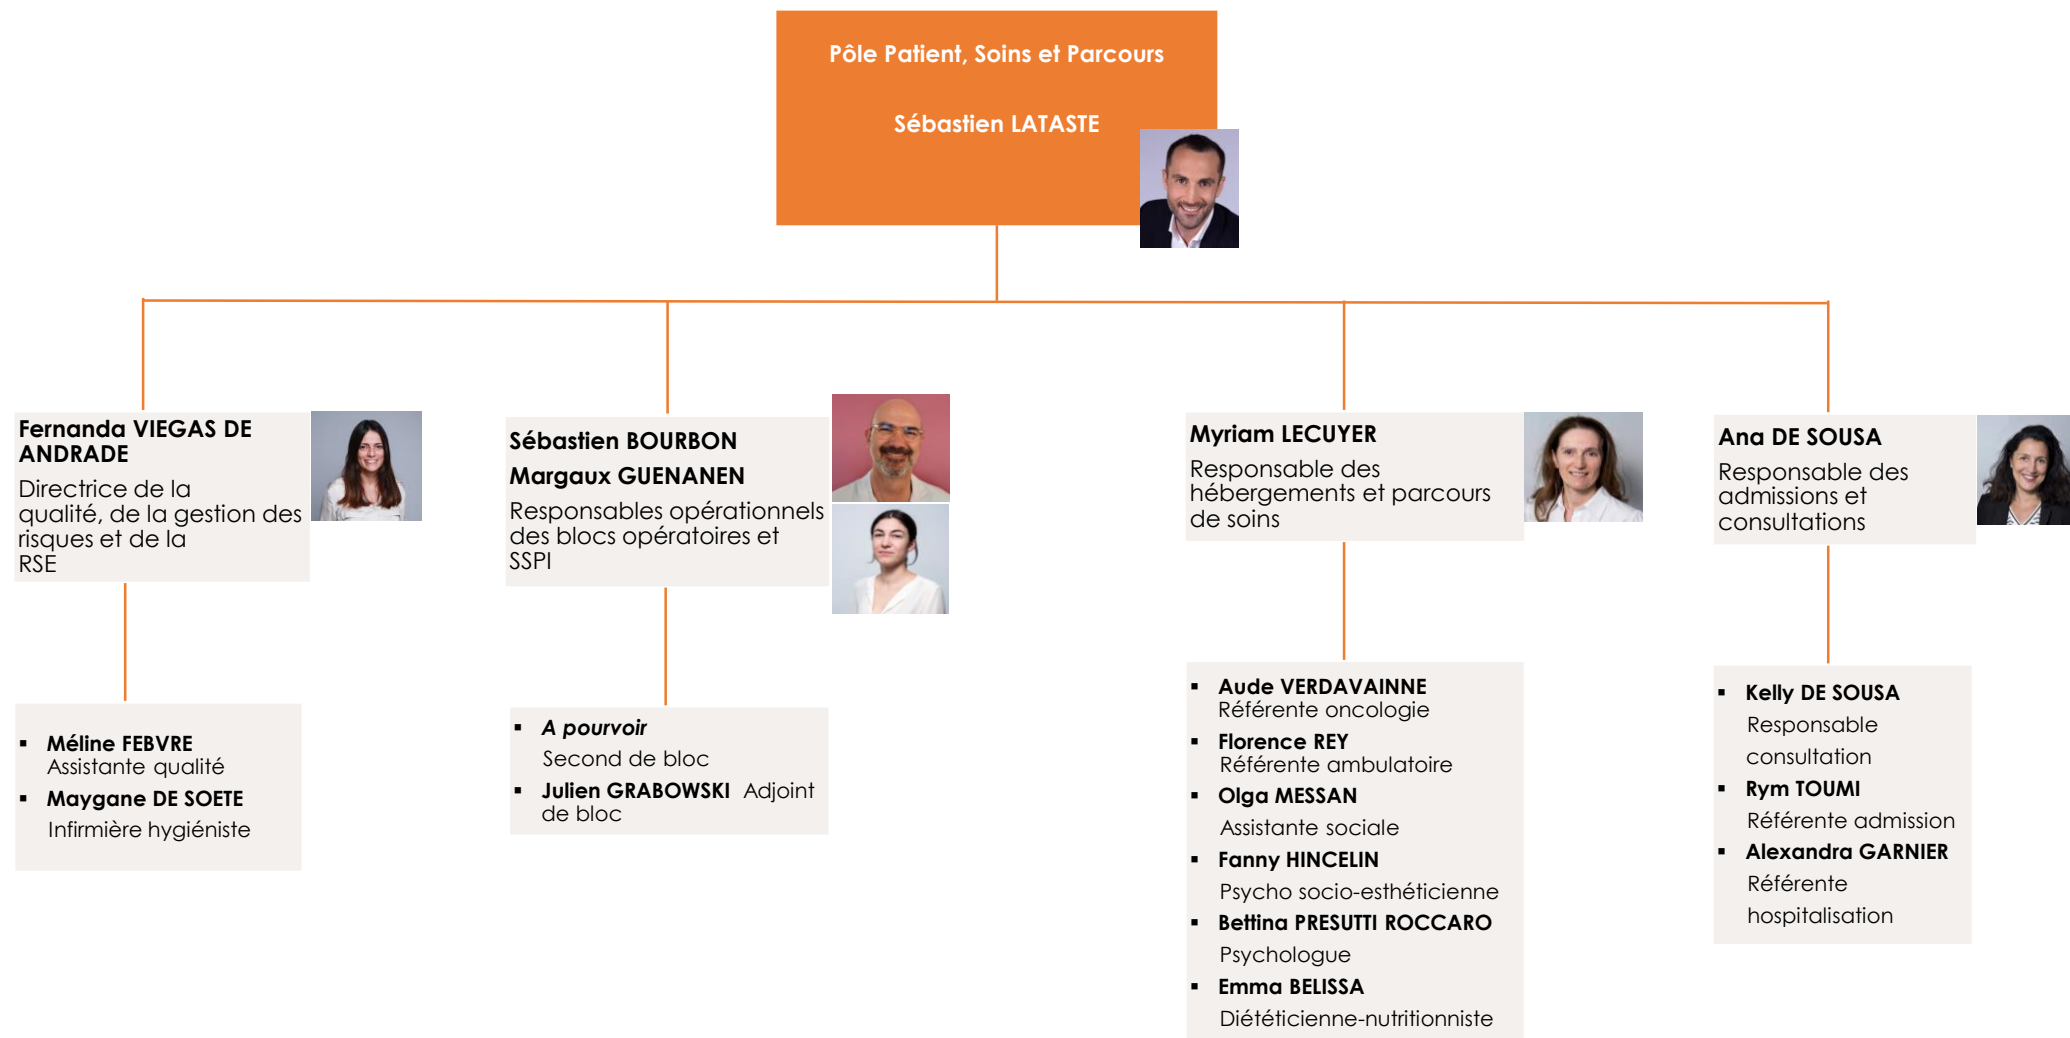 Pôle Patient, Soins et Parcours
Sébastien LATASTE
Fernanda VIEGAS DE
ANDRADE
Directrice de la
qualité, de la gestion des
risques et de la
RSE
▪ Méline FEBVRE
Assistante qualité
▪ Maygane DE SOETE
Infirmière hygiéniste
Sébastien BOURBON
Margaux GUENANEN
Responsables opérationnels
des blocs opératoires et
SSPI
▪ A pourvoir
Second de bloc
▪ Julien GRABOWSKI Adjoint
de bloc
Myriam LECUYER
Responsable des
hébergements et parcours
de soins
▪ Aude VERDAVAINNE
Référente oncologie
▪ Florence REY
Référente ambulatoire
▪ Olga MESSAN
Assistante sociale
▪ Fanny HINCELIN
Psycho socio-esthéticienne
▪ Bettina PRESUTTI ROCCARO
Psychologue
▪ Emma BELISSA
Diététicienne-nutritionniste
Ana DE SOUSA
Responsable des
admissions et
consultations
▪ Kelly DE SOUSA
Responsable
consultation
▪ Rym TOUMI
Référente admission
▪ Alexandra GARNIER
Référente
hospitalisation